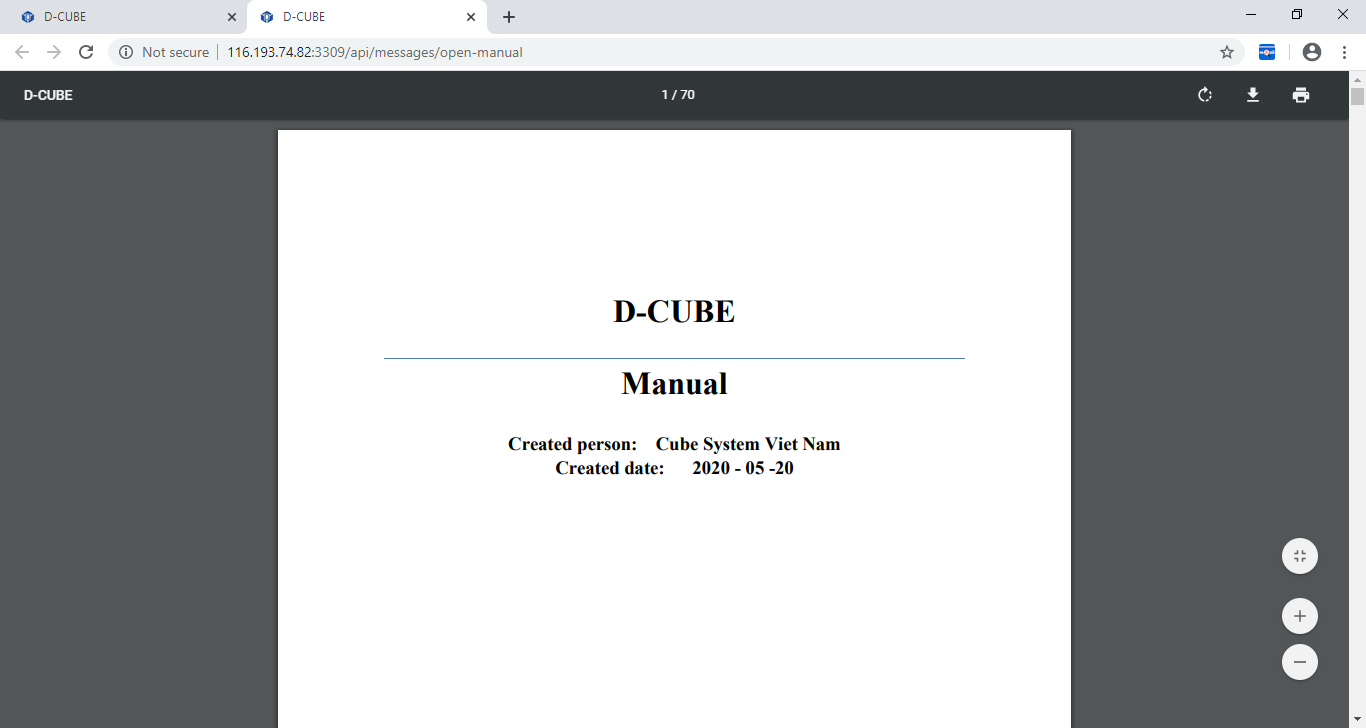 D-CUBE
D-CUBE
Not secure 116.193.74.82:3309/api/messages/open-manual
D-CUBE
1 / 70
D-CUBE
Manual
Created person: Cube System Viet Nam
Created date: 2020 - 05 -20